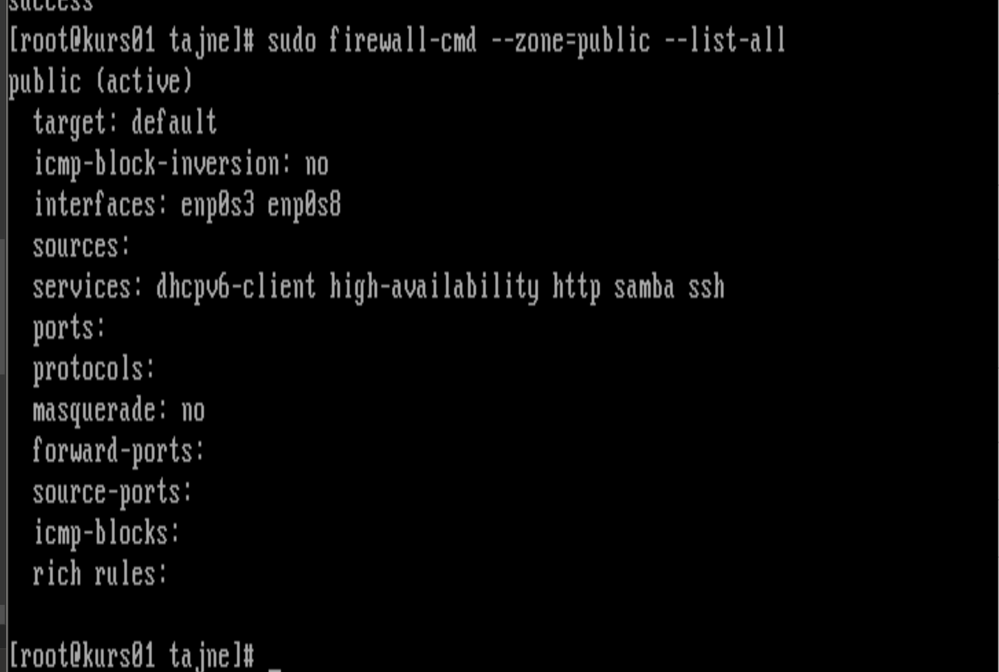 success
[root@kurs01 tajne]# sudo firewall-cmd --zone=public --list-all
public (active)
  target: default
  icmp-block-inversion: no
  interfaces: enp0s3 enp0s8
  sources:
  services: dhcpv6-client high-availability http samba ssh
  ports:
  protocols:
  masquerade: no
  forward-ports:
  source-ports:
  icmp-blocks:
  rich rules:
[root@kurs01 tajne]# _